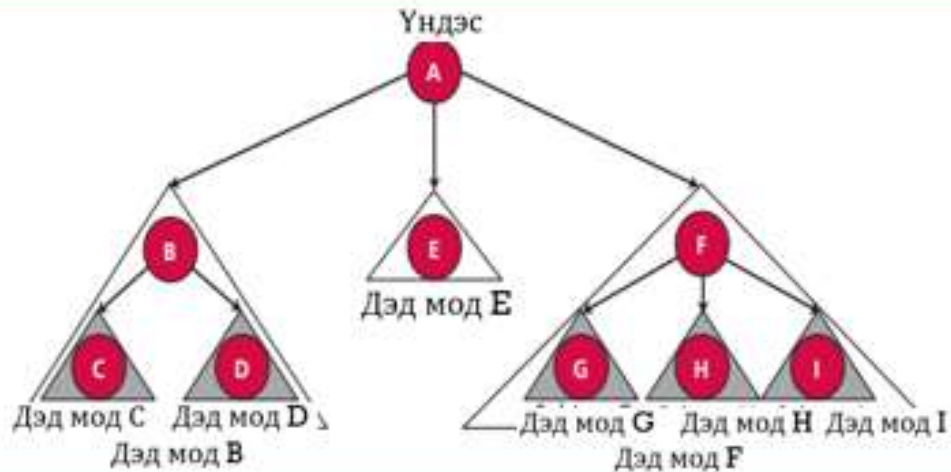 Үндэс
A
B
E
F
Дэд мод E
C
D
G
H
I
Дэд мод C
Дэд мод D
Дэд мод G
Дэд мод H
Дэд мод I
Дэд мод B
Дэд мод F